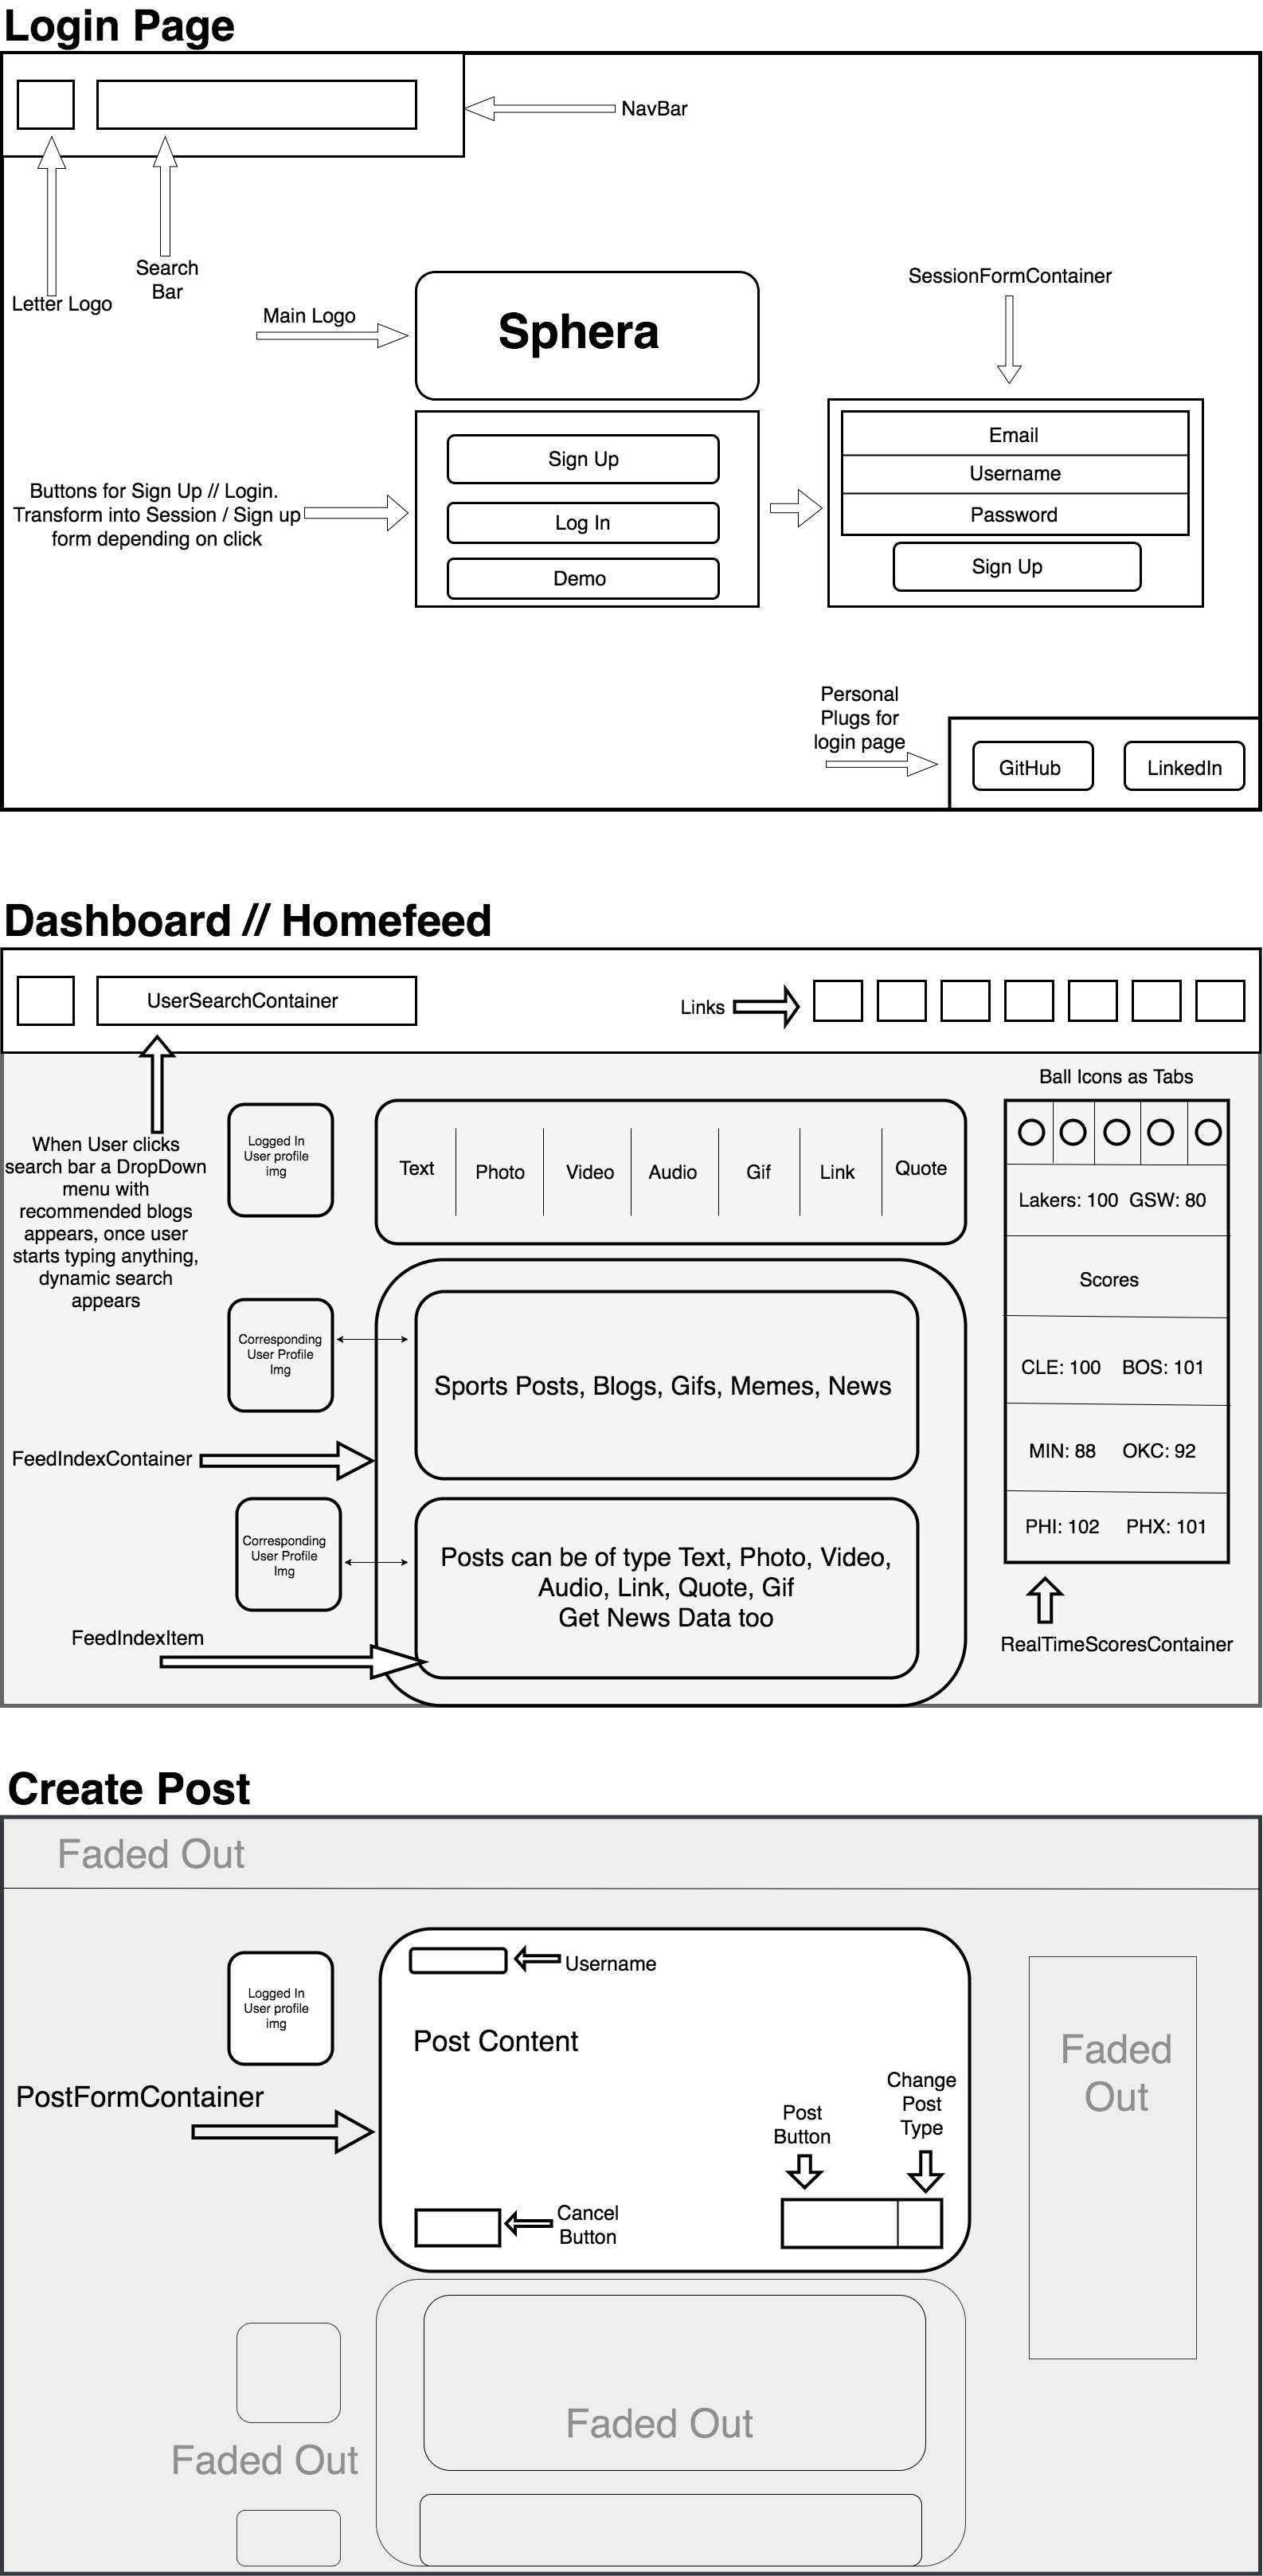 Login Page
NavBar
Search
Bar
Letter Logo
Main Logo
Sphera
SessionFormContainer
Buttons for Sign Up // Login.
Transform into Session / Sign up
form depending on click
Sign Up
Log In
Demo
Email
Username
Password
Sign Up
Personal
Plugs for
login page
GitHub
LinkedIn
Dashboard // Homefeed
UserSearchContainer
Links
When User clicks
search bar a DropDown
menu with
recommended blogs
appears, once user
starts typing anything,
dynamic search
appears
Logged In
User profile
img
Text
Photo
Video
Audio
Gif
Link
Quote
Ball Icons as Tabs
Lakers: 100 GSW: 80
Scores
CLE: 100 BOS: 101
MIN: 88 OKC: 92
PHI: 102 PHX: 101
RealTimeScoresContainer
Corresponding
User Profile
Img
Sports Posts, Blogs, Gifs, Memes, News
FeedIndexContainer
Corresponding
User Profile
Img
Posts can be of type Text, Photo, Video,
Audio, Link, Quote, Gif
Get News Data too
FeedIndexItem
Create Post
Faded Out
Logged In
User profile
img
Username
Post Content
PostFormContainer
Post
Button
Change
Post
Type
Cancel
Button
Faded
Out
Faded Out
Faded Out